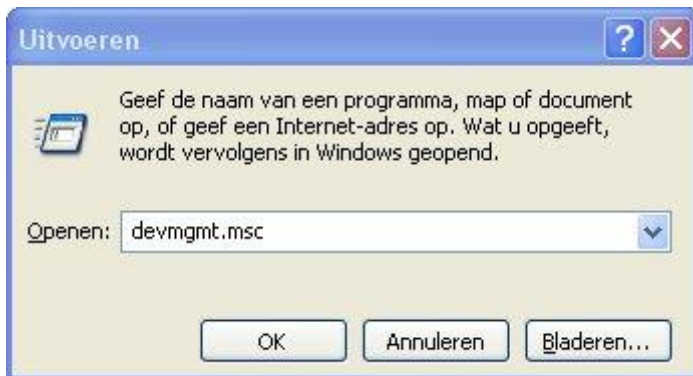 Uitvoeren
Geef de naam van een programma, map of document
op, of geef een Internet-adres op. Wat u opgeeft,
wordt vervolgens in Windows geopend.
Openen: devmgmt.msc
OK Annuleren Bladeren...